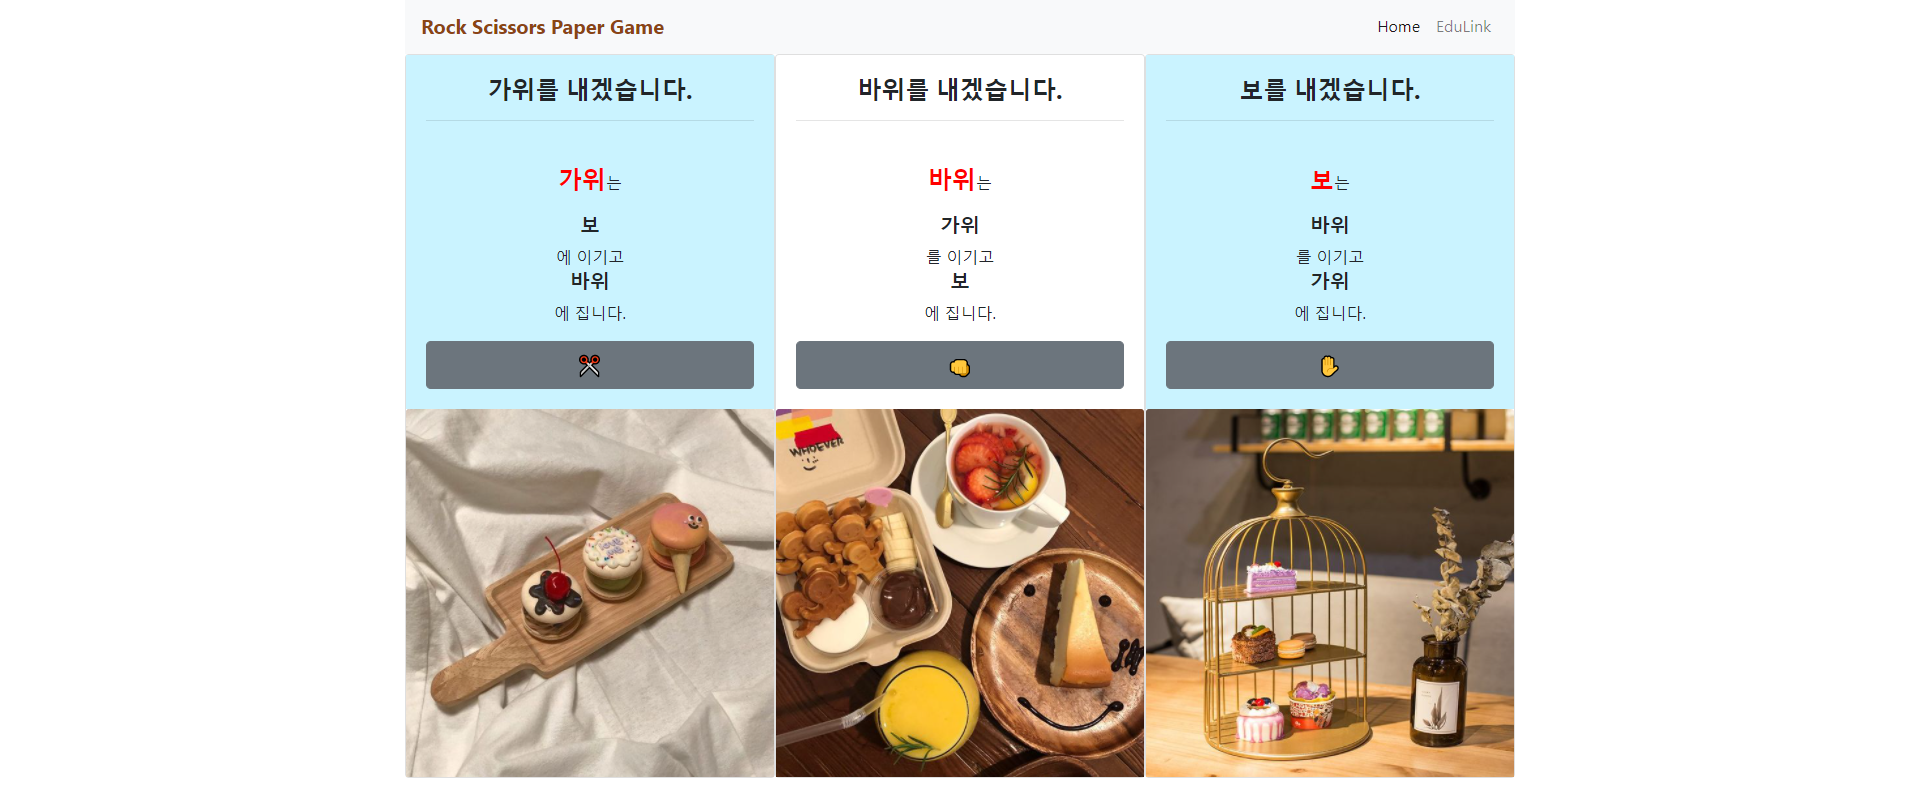 Rock Scissors Paper Game
Home EduLink
가위를 내겠습니다.
가위는
보
에 이기고
바위
에 집니다.
바위를 내겠습니다.
바위는
가위
를 이기고
보
에 집니다.
보를 내겠습니다.
보는
바위
를 이기고
가위
에 집니다.
WHOEVER